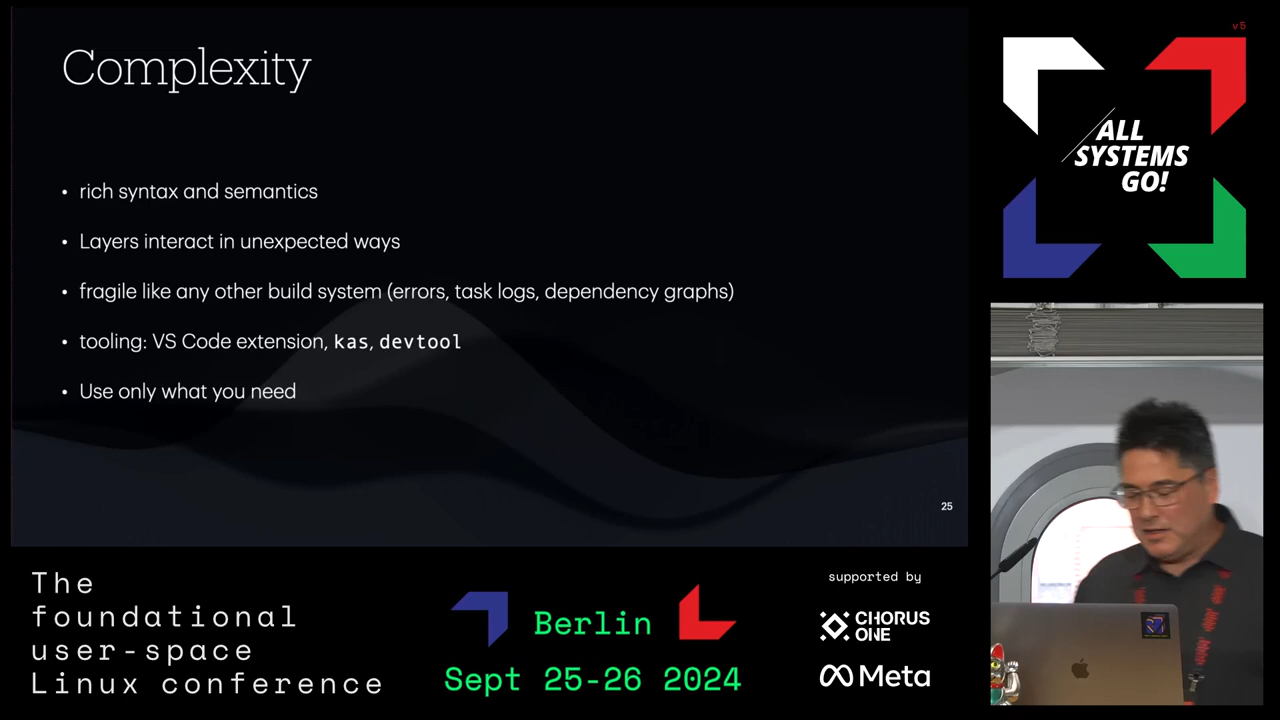 Complexity
• rich syntax and semantics
• Layers interact in unexpected ways
• fragile like any other build system (errors, task logs, dependency graphs)
• tooling: VS Code extension, kas, devtool
• Use only what you need
25
v5
ALL
SYSTEMS
GO!
The
foundational
user-space
Linux conference
Berlin
Sept 25-26 2024
supported by
CHORUS
ONE
Meta